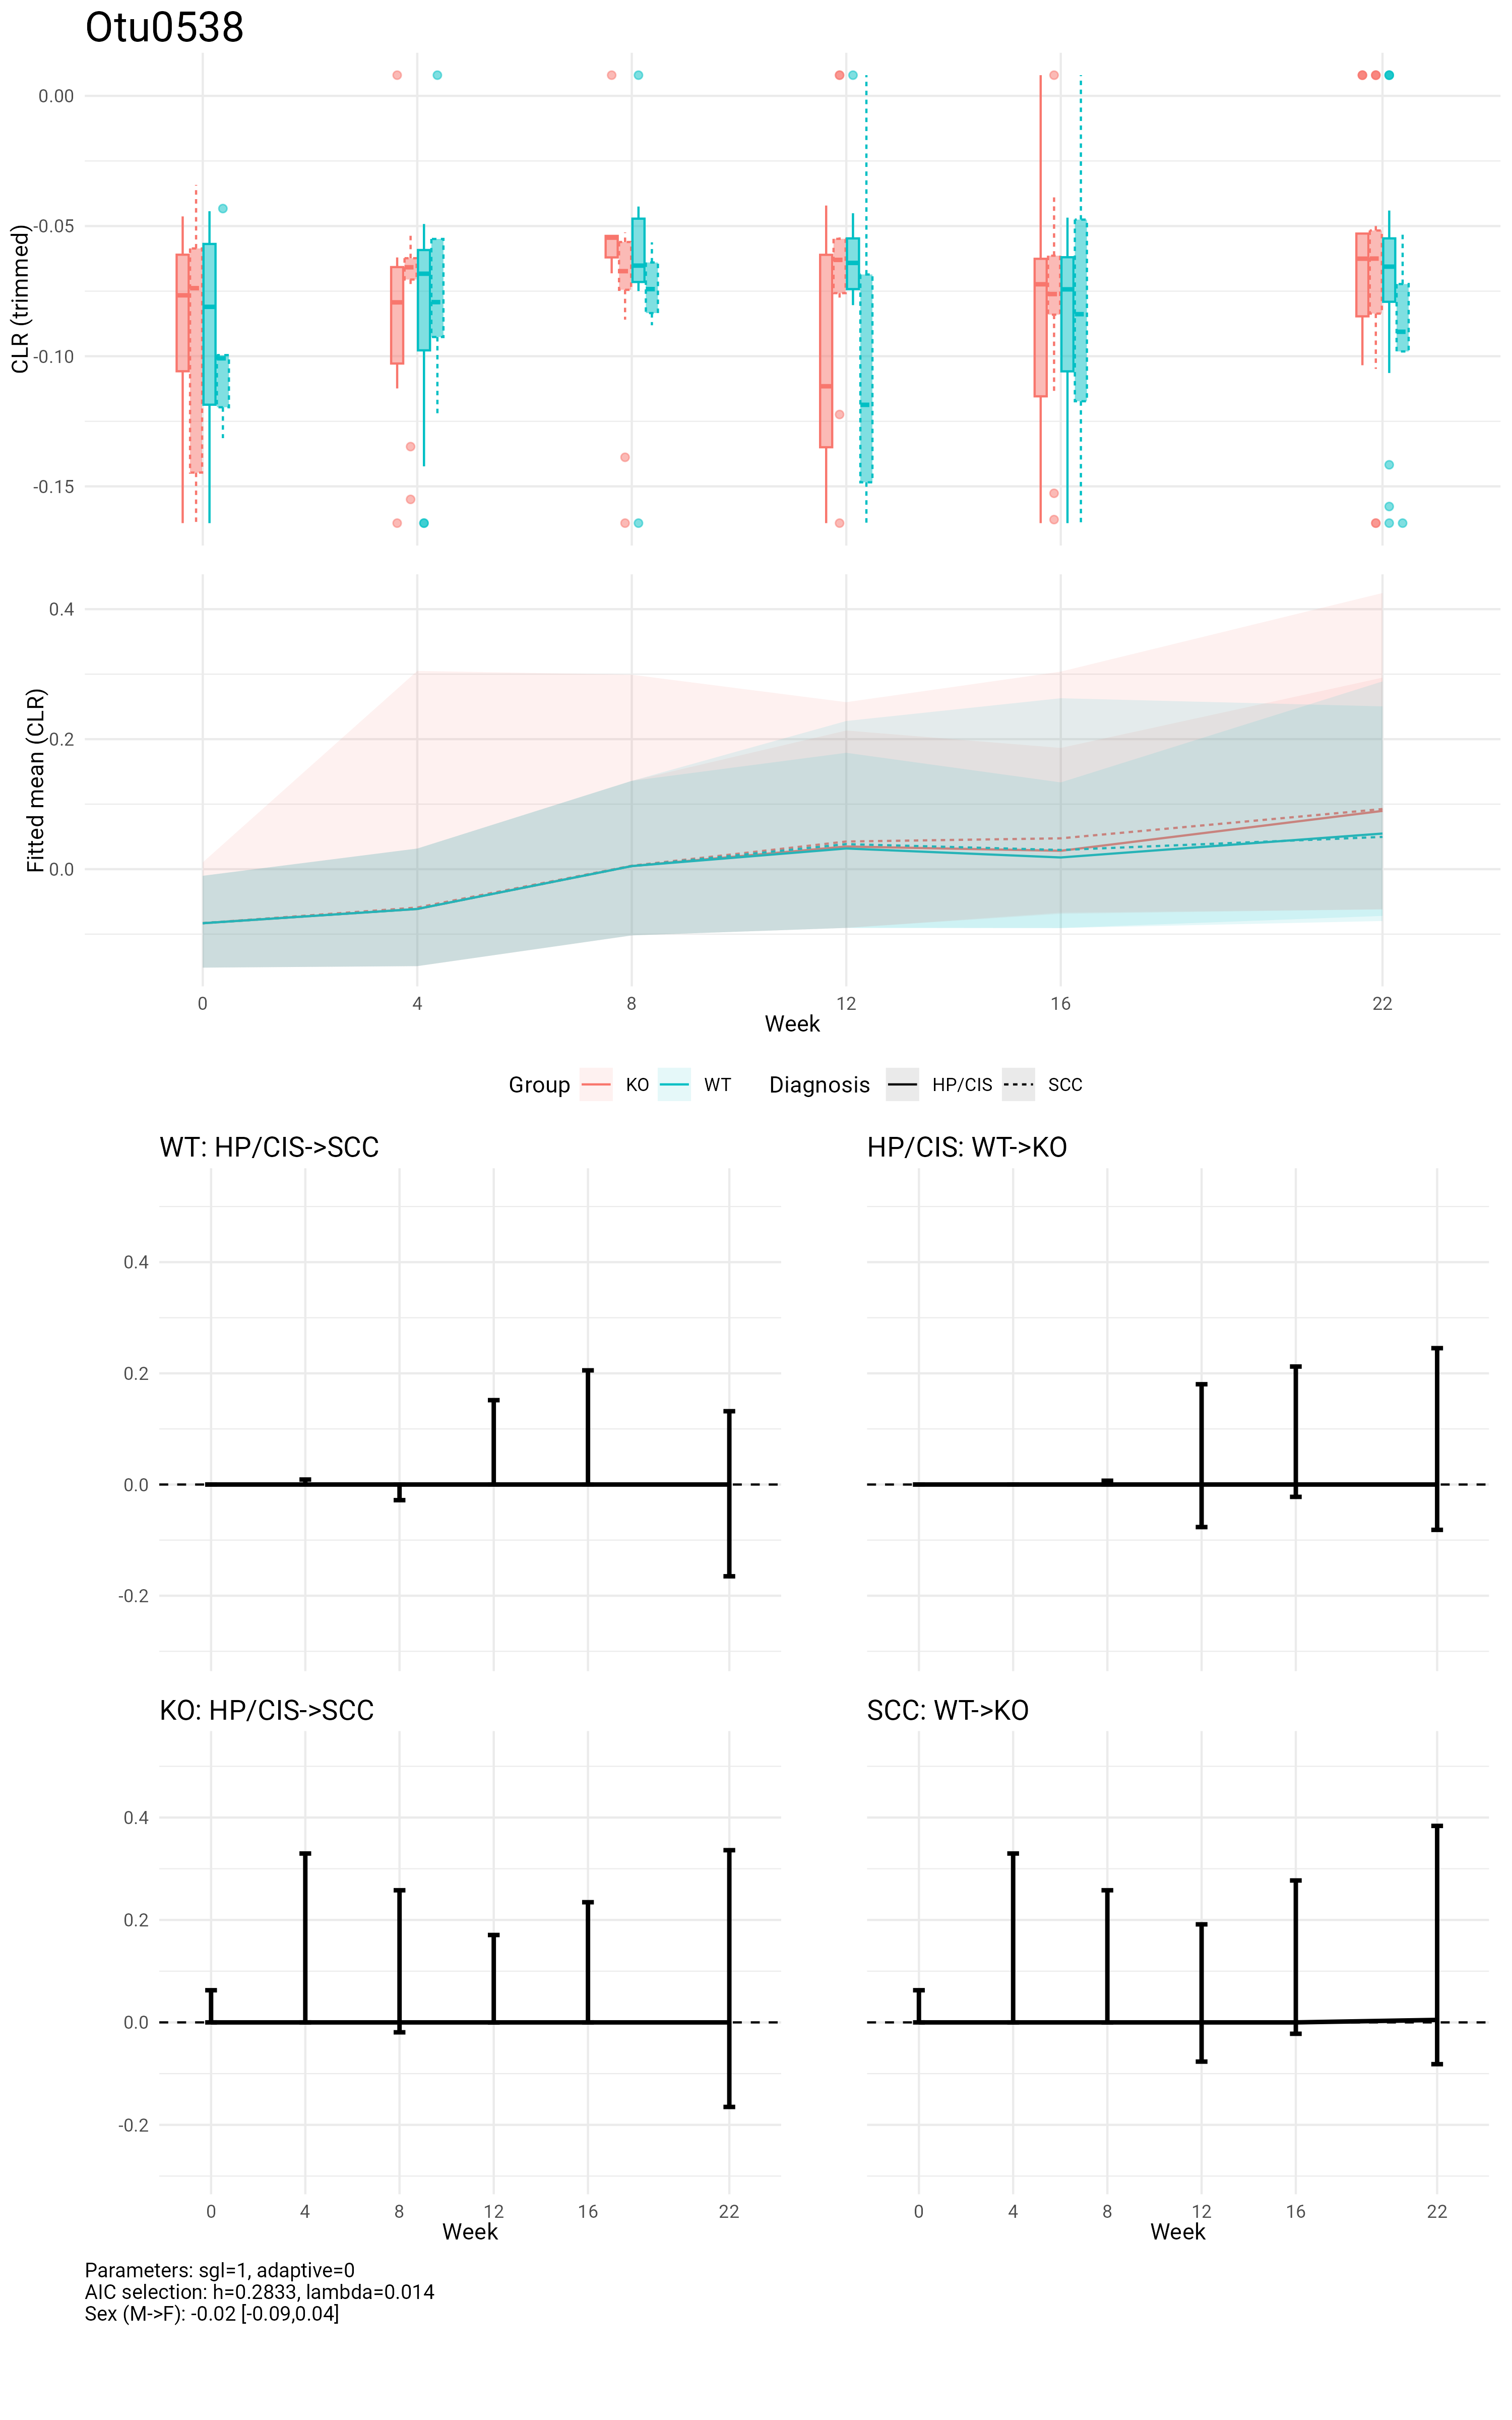 Otu0538
CLR (trimmed)
0.00
-0.05
-0.10
-0.15
Fitted mean (CLR)
0.4
0.2
0.0
0 4 8 12 16 22
Week
Group KO WT Diagnosis HP/CIS SCC
WT: HP/CIS->SCC
0.4
0.2
0.0
-0.2
HP/CIS: WT->KO
KO: HP/CIS->SCC
0.4
0.2
0.0
-0.2
0 4 8 12 16 22
Week
SCC: WT->KO
0 4 8 12 16 22
Week
Parameters: sgl=1, adaptive=0
AIC selection: h=0.2833, lambda=0.014
Sex (M->F): -0.02 [-0.09,0.04]